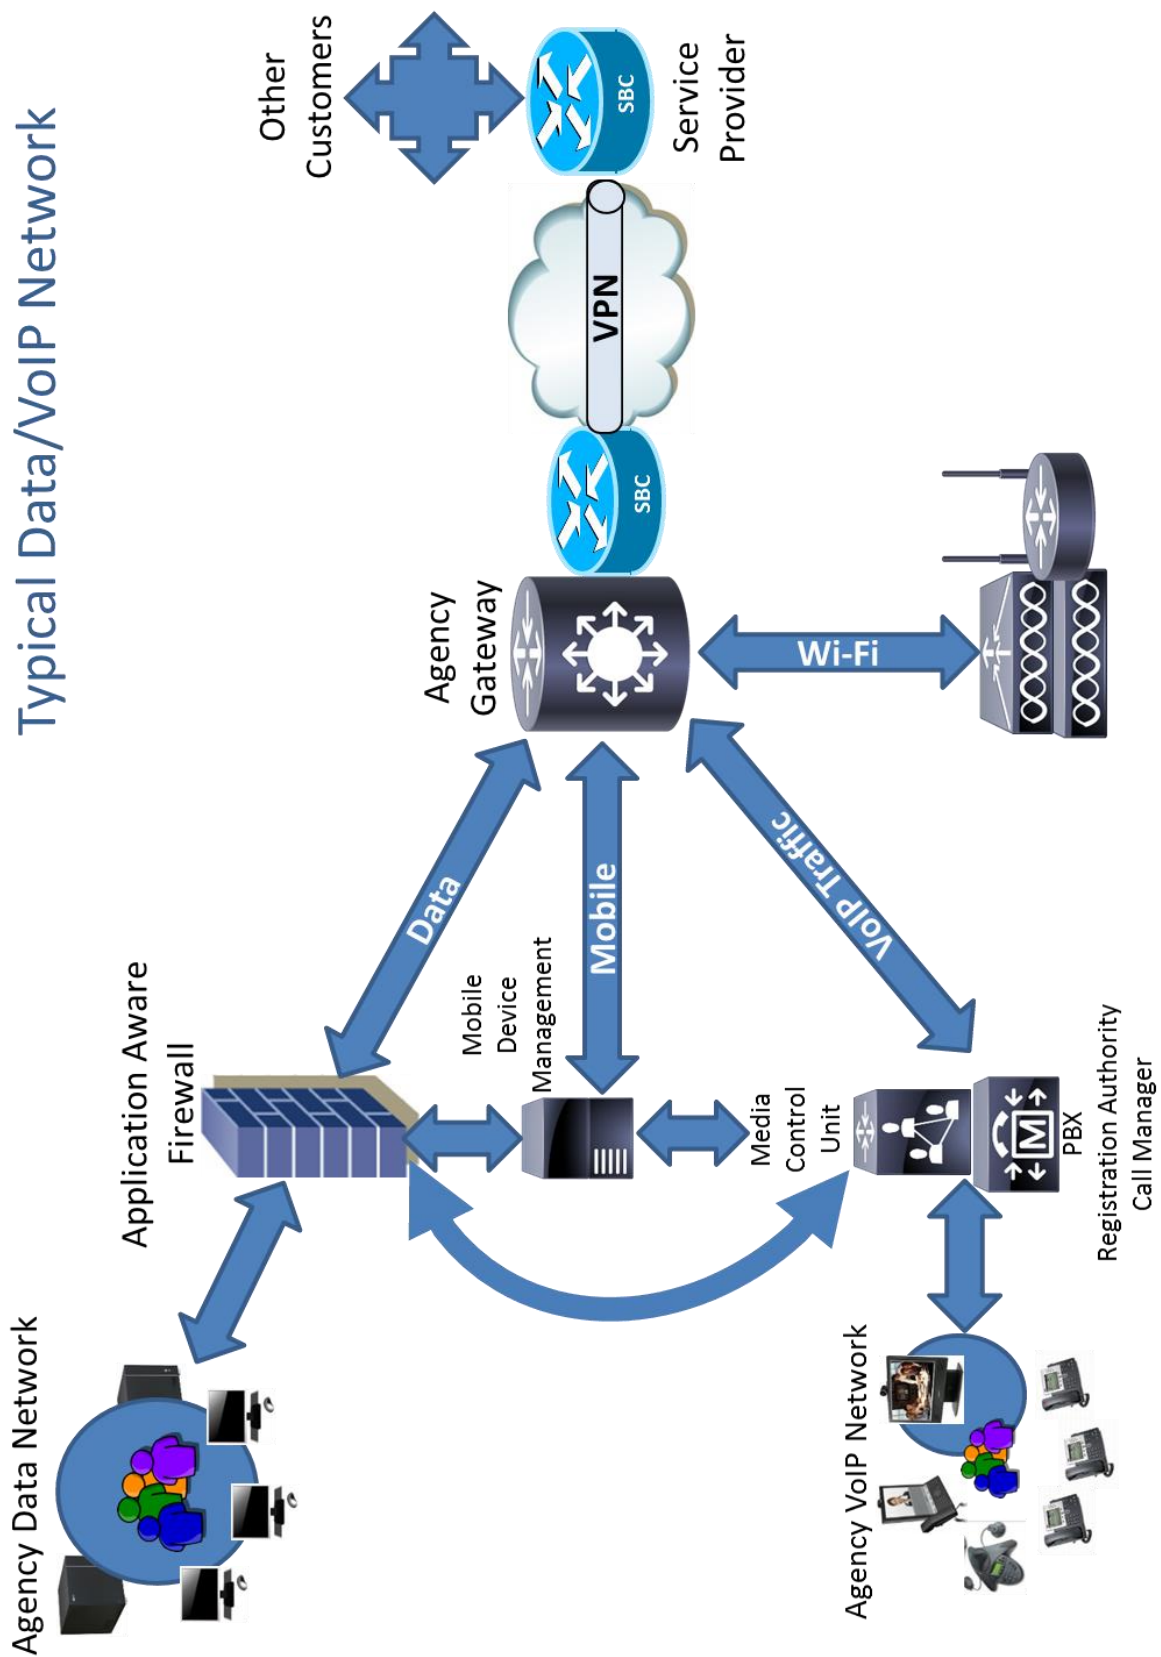 Typical Data/VoIP Network
Agency Data Network
Application Aware
Firewall
Data
Agency
Gateway
Other
Customers
SBC
VPN
SBC
Service
Provider
Mobile
Device
Management
Mobile
Wi-Fi
VoIP Traffic
Media
Control
Unit
M
PBX
Registration Authority
Call Manager
Agency VoIP Network